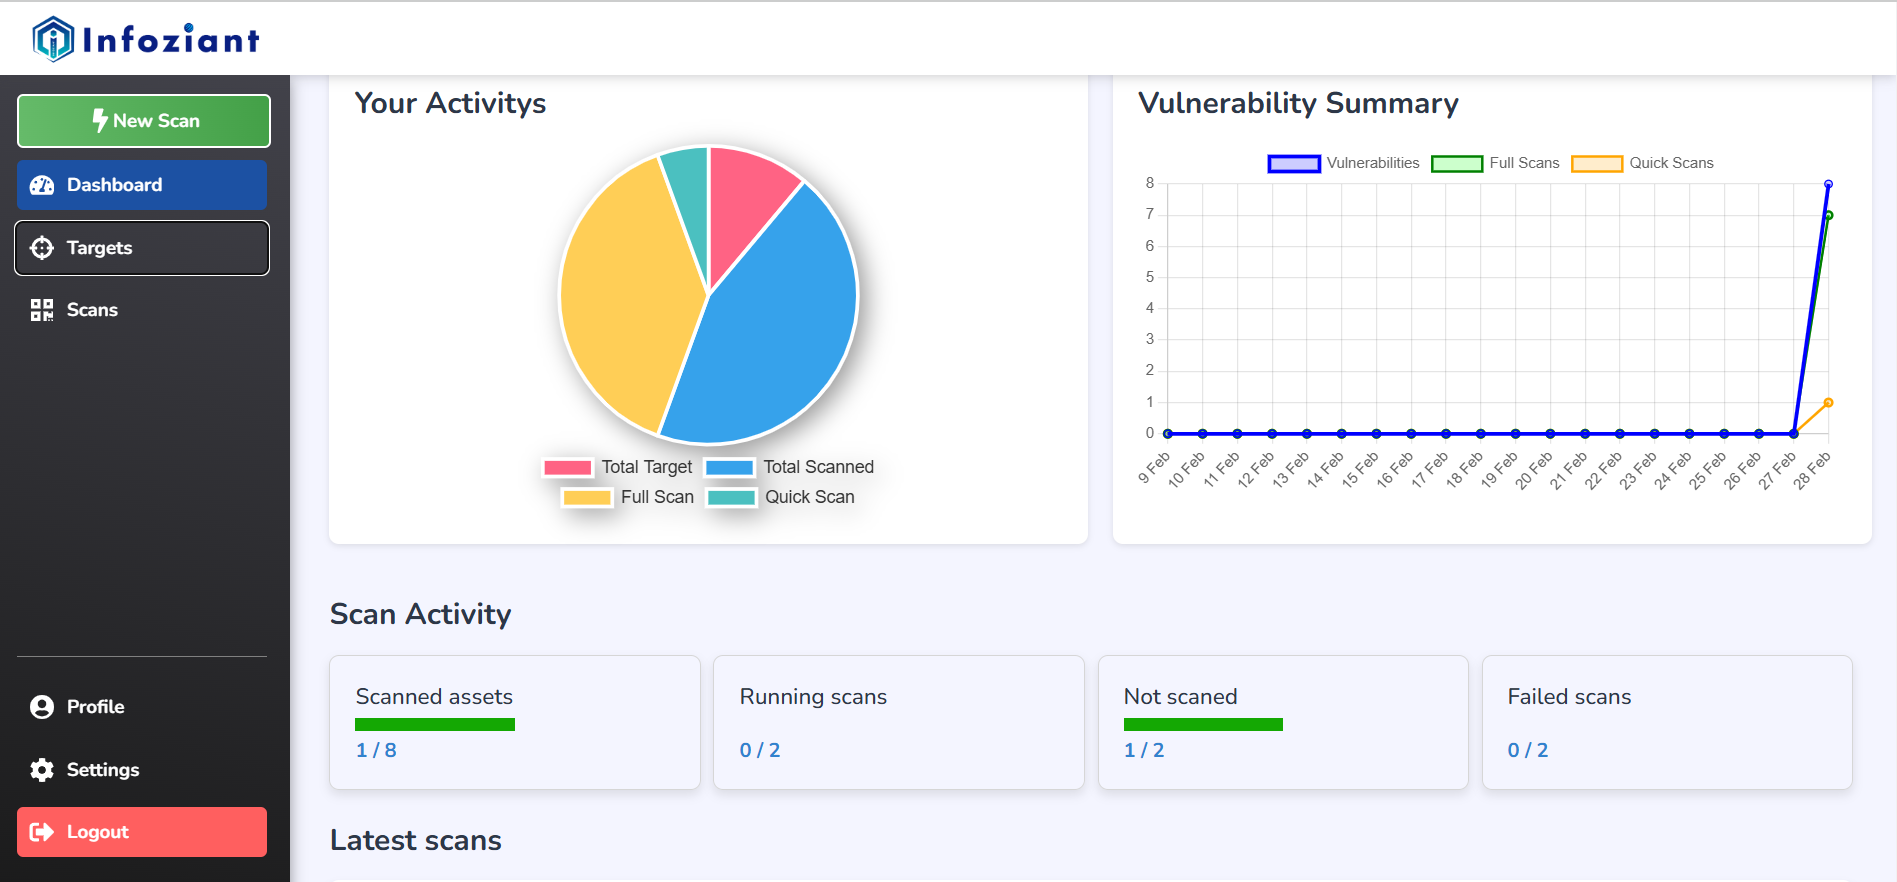 Infoziant
New Scan
Dashboard
Targets
Scans
Profile
Settings
Logout
Your Activitys
Total Target
Total Scanned
Full Scan
Quick Scan
Vulnerability Summary
Vulnerabilities
Full Scans
Quick Scans
8
7
6
5
4
3
2
1
0
9 Feb
10 Feb
11 Feb
12 Feb
13 Feb
14 Feb
15 Feb
16 Feb
17 Feb
18 Feb
19 Feb
20 Feb
21 Feb
22 Feb
23 Feb
24 Feb
25 Feb
26 Feb
27 Feb
28 Feb
Scan Activity
Scanned assets
1 / 8
Running scans
0 / 2
Not scaned
1 / 2
Failed scans
0 / 2
Latest scans